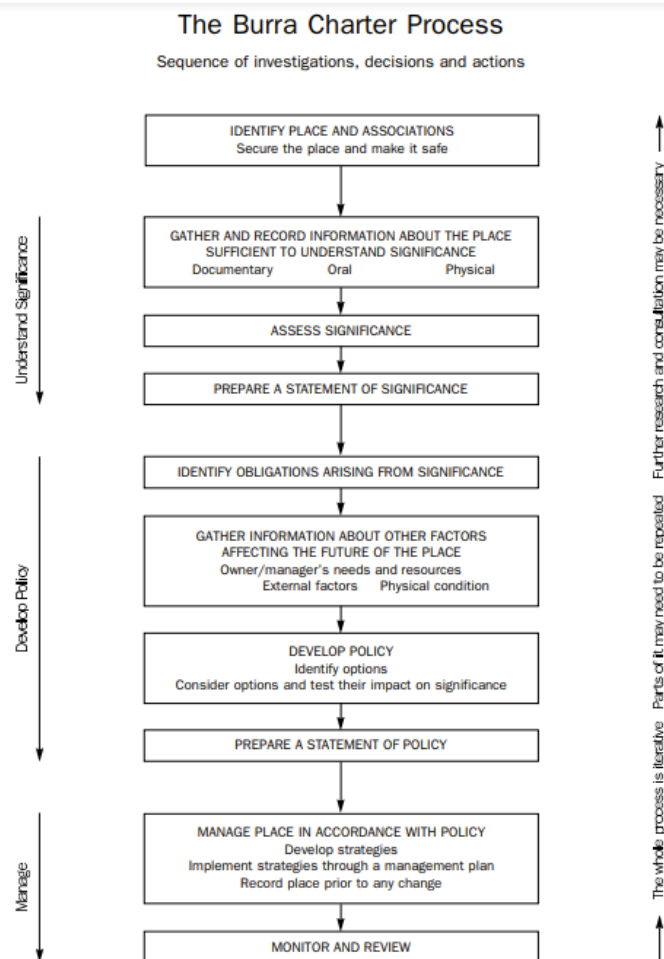 The Burra Charter Process
Sequence of investigations, decisions and actions
IDENTIFY PLACE AND ASSOCIATIONS
Secure the place and make it safe
GATHER AND RECORD INFORMATION ABOUT THE PLACE
SUFFICIENT TO UNDERSTAND SIGNIFICANCE
Documentary Oral Physical
ASSESS SIGNIFICANCE
PREPARE A STATEMENT OF SIGNIFICANCE
Understand Significance
IDENTIFY OBLIGATIONS ARISING FROM SIGNIFICANCE
GATHER INFORMATION ABOUT OTHER FACTORS
AFFECTING THE FUTURE OF THE PLACE
Owner/manager's needs and resources
External factors Physical condition
DEVELOP POLICY
Identify options
Consider options and test their impact on significance
PREPARE A STATEMENT OF POLICY
Develop Policy
MANAGE PLACE IN ACCORDANCE WITH POLICY
Develop strategies
Implement strategies through a management plan
Record place prior to any change
MONITOR AND REVIEW
Manage
The whole process is iterative Parts of it may need to be repeated Further research and consultation may be necessary